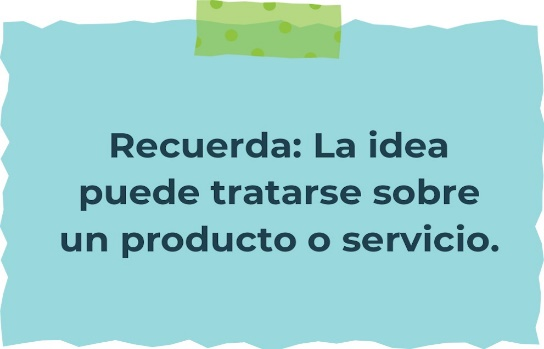 Recuerda: La idea
puede tratarse sobre
un producto o servicio.